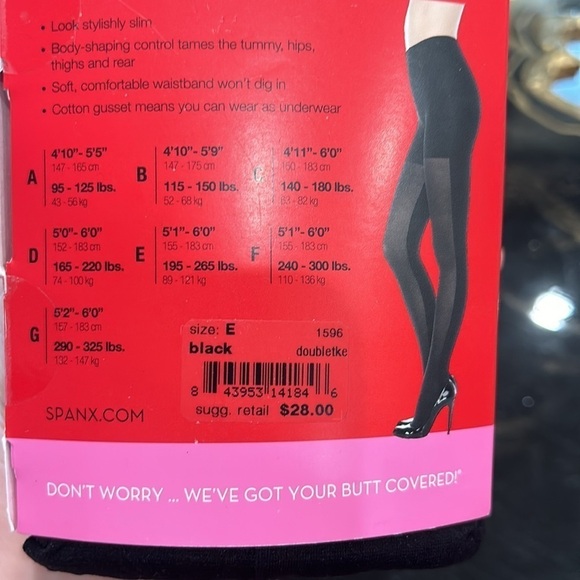 • Look stylishly slim
• Body-shaping control tames the tummy, hips,
thighs and rear
• Soft, comfortable waistband won't dig in
• Cotton gusset means you can wear as underwear
A
4'10"- 5'5"
147 - 165 cm
95 - 125 lbs.
43 - 56 kg
B
4'10"- 5'9"
147 - 175 cm
115 - 150 lbs.
52 - 68 kg
C
4'11"- 6'0"
150 - 183 cm
140 - 180 lbs.
63 - 82 kg
D
5'0"- 6'0"
152 - 183 cm
165 - 220 lbs.
74 - 100 kg
E
5'1"- 6'0"
155 - 183 cm
195 - 265 lbs.
89 - 121 kg
F
5'1"- 6'0"
155 - 183 cm
240 - 300 lbs.
110 - 136 kg
G
5'2"- 6'0"
157 - 183 cm
290 - 325 lbs.
132 - 147 kg
size: E 1596
black doubletke
8 43953 14184 6
sugg. retail $28.00
SPANX.COM
DON'T WORRY ... WE'VE GOT YOUR BUTT COVERED!®